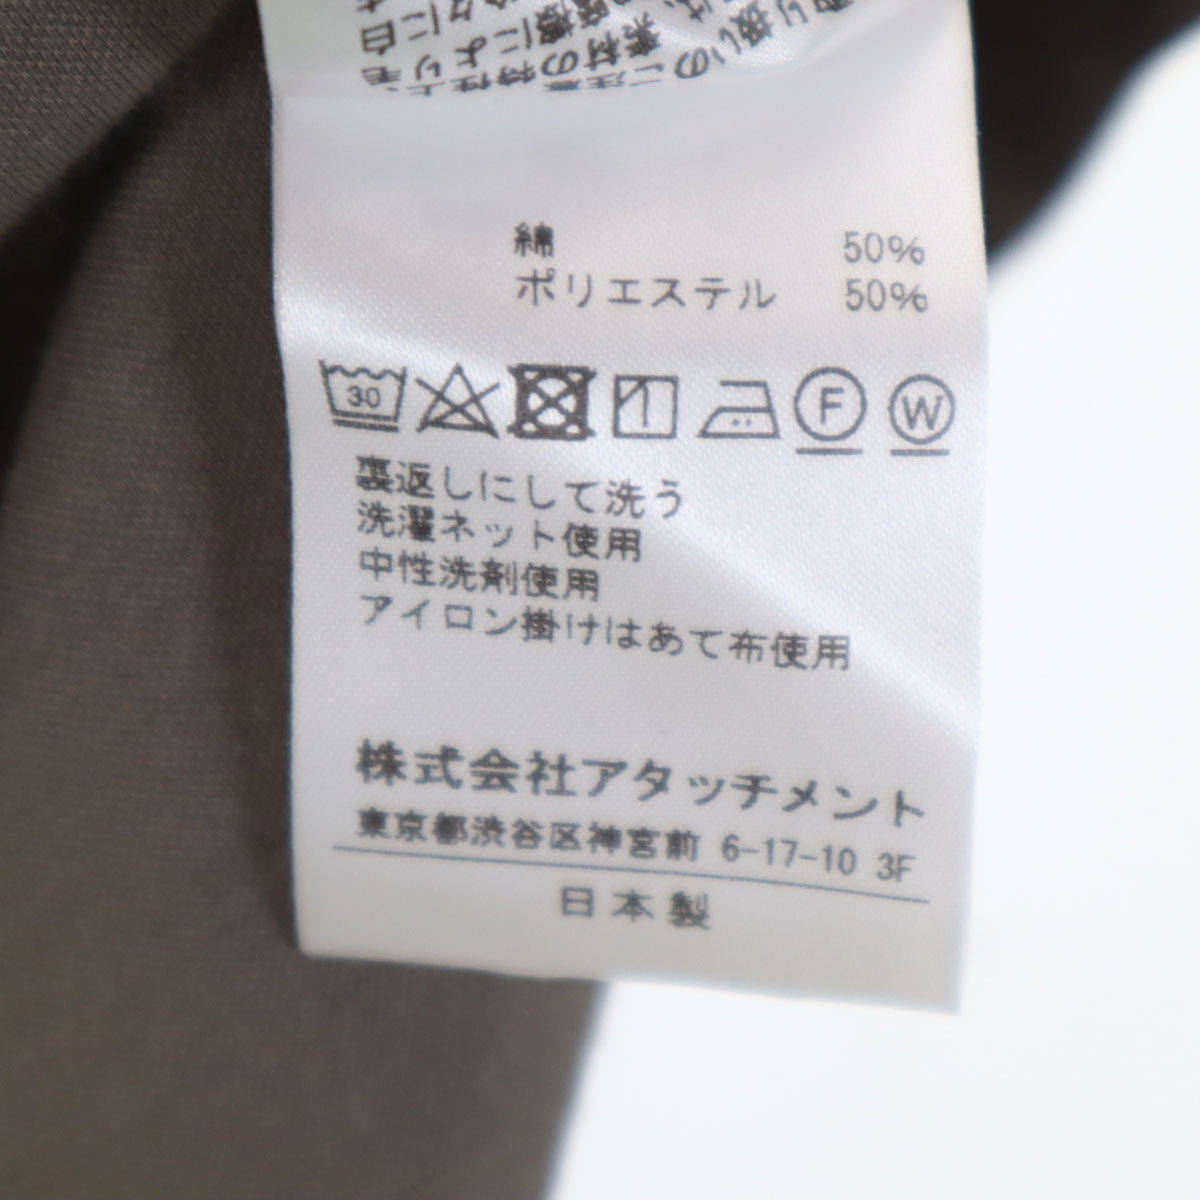 綿 50%
ポリエステル 50%
30 F W
裏返しにして洗う
洗濯ネット使用
中性洗剤使用
アイロン掛けはあて布使用
株式会社アタッチメント
東京都渋谷区神宮前 6-17-10 3F
日本製